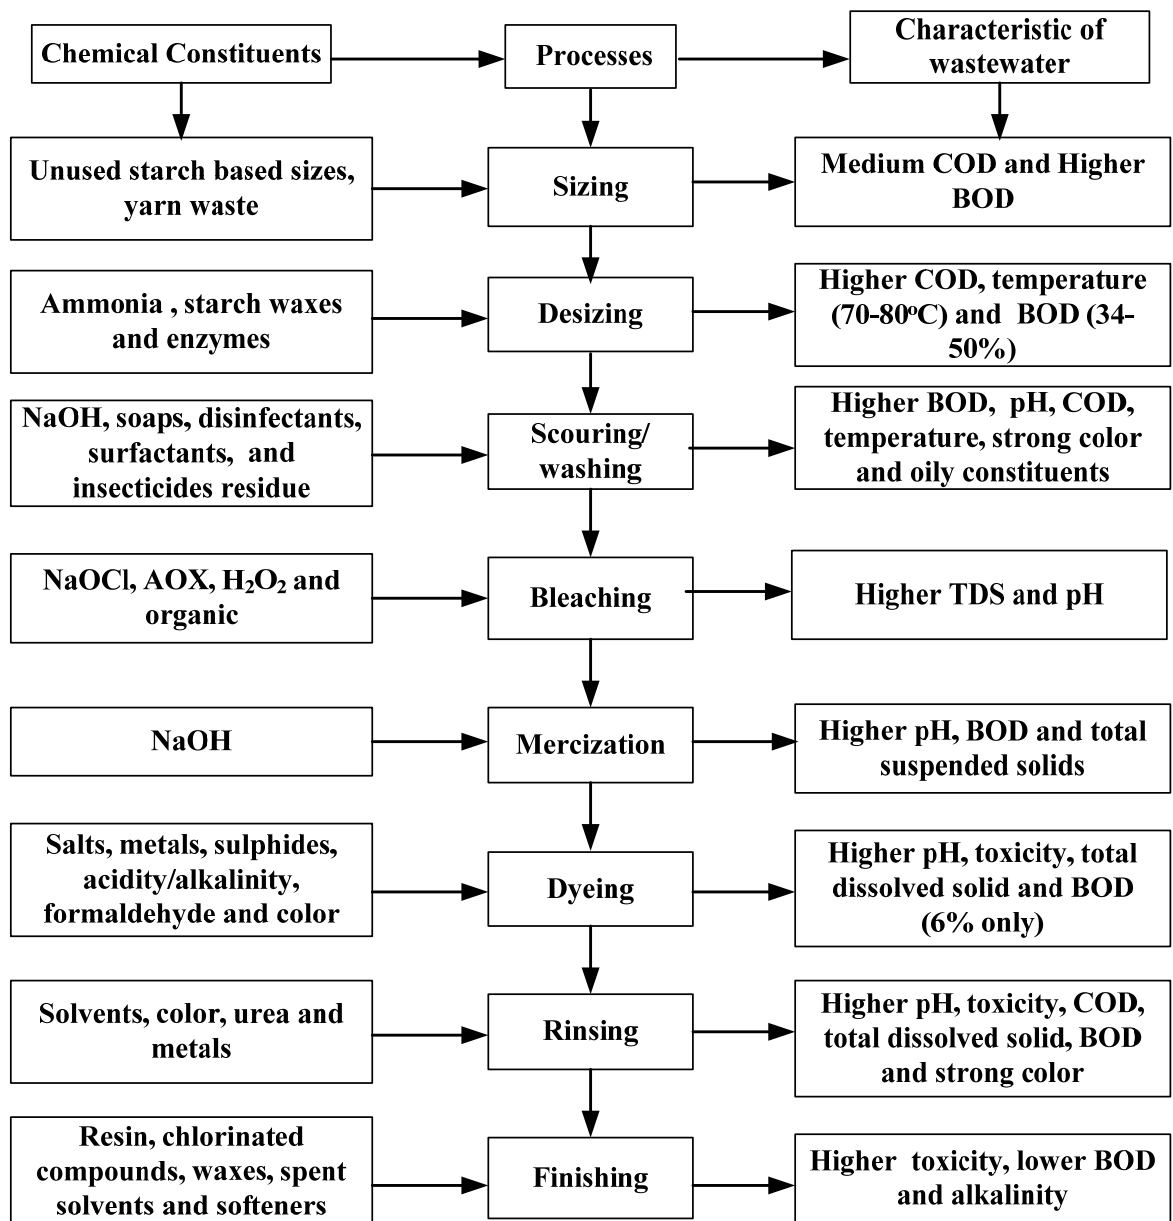 Chemical Constituents
Processes
Characteristic of
wastewater
Unused starch based sizes,
yarn waste
Sizing
Medium COD and Higher
BOD
Ammonia , starch waxes
and enzymes
Desizing
Higher COD, temperature
(70-80ºC) and BOD (34-
50%)
NaOH, soaps, disinfectants,
surfactants, and
insecticides residue
Scouring/
washing
Higher BOD, pH, COD,
temperature, strong color
and oily constituents
NaOCl, AOX, H₂O₂ and
organic
Bleaching
Higher TDS and pH
NaOH
Mercization
Higher pH, BOD and total
suspended solids
Salts, metals, sulphides,
acidity/alkalinity,
formaldehyde and color
Dyeing
Higher pH, toxicity, total
dissolved solid and BOD
(6% only)
Solvents, color, urea and
metals
Rinsing
Higher pH, toxicity, COD,
total dissolved solid, BOD
and strong color
Resin, chlorinated
compounds, waxes, spent
solvents and softeners
Finishing
Higher toxicity, lower BOD
and alkalinity